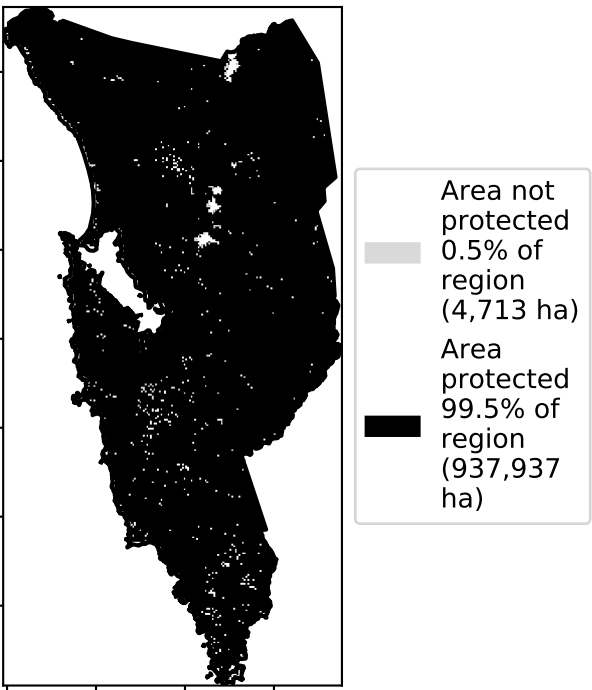 Area not
protected
0.5% of
region
(4,713 ha)
Area
protected
99.5% of
region
(937,937
ha)